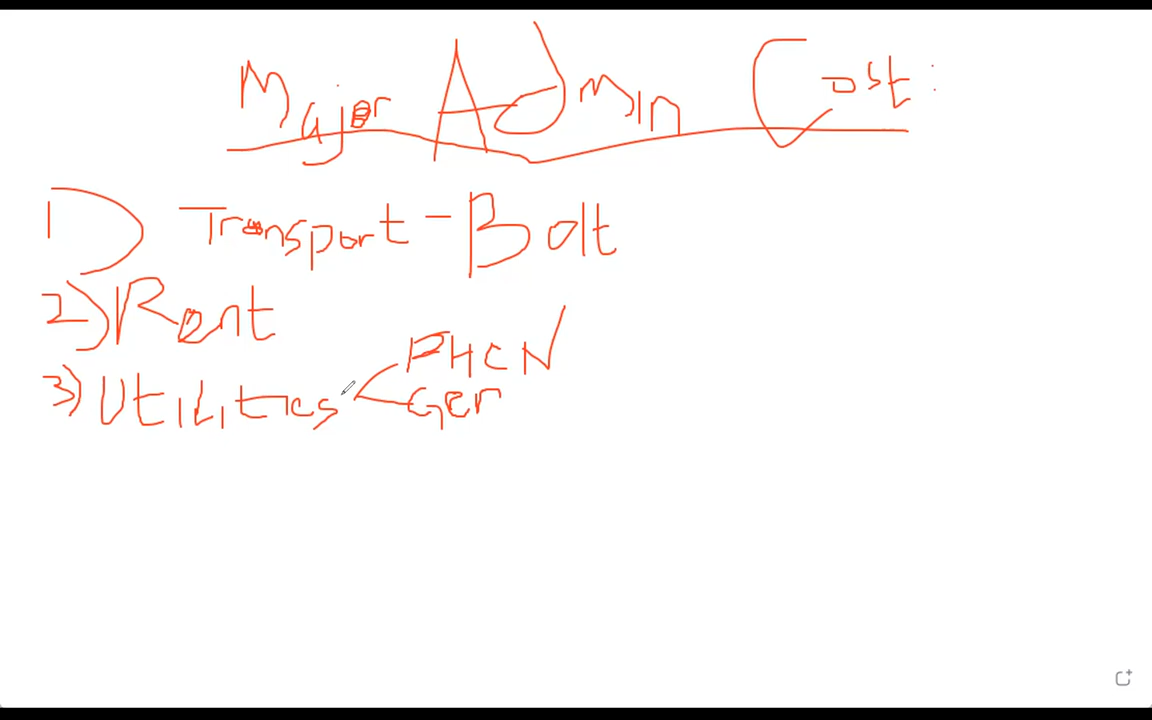 Major Admin Cost:
1) Transport - Bolt
2) Rent
3) Utilities
PHCN
Gen